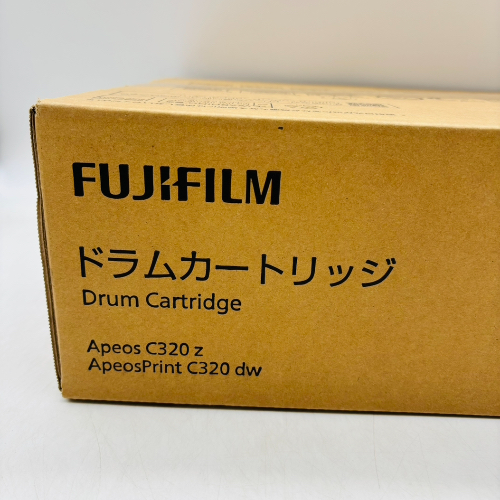 FUJIFILM
ドラムカートリッジ
Drum Cartridge
Apeos C320 z
ApeosPrint C320 dw